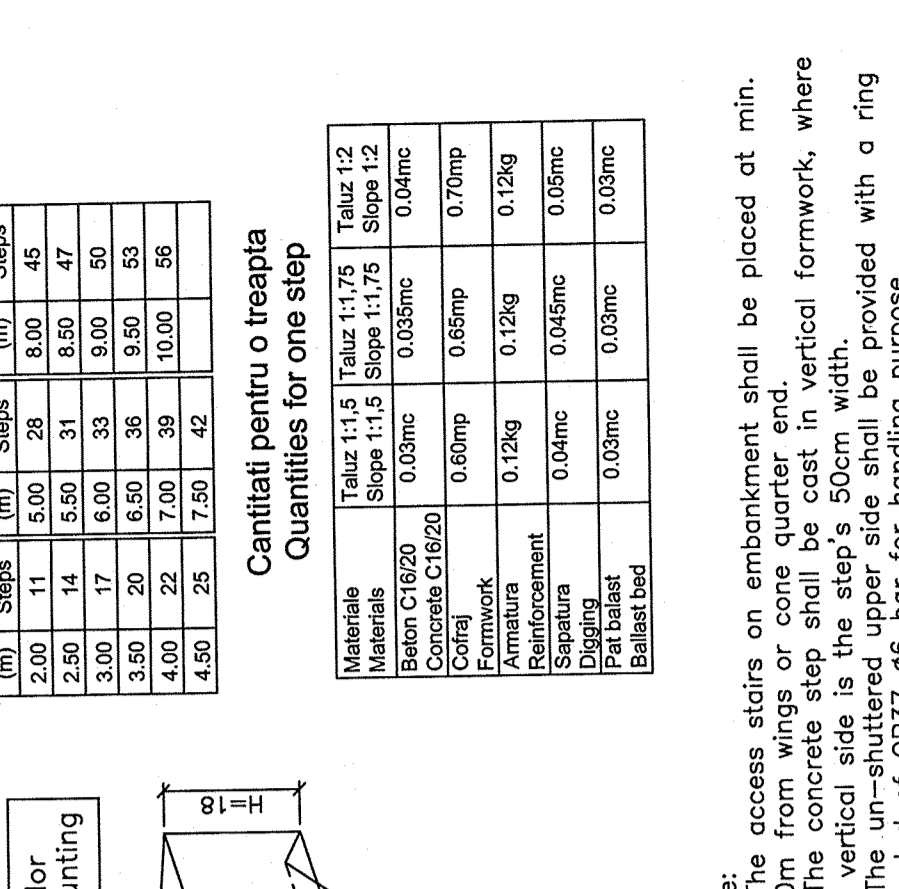 (m) Steps (m) Steps (m) Steps
2.00 11 5.00 28 8.00 45
2.50 14 5.50 31 8.50 47
3.00 17 6.00 33 9.00 50
3.50 20 6.50 36 9.50 53
4.00 22 7.00 39 10.00 56
4.50 25 7.50 42
Cantitati pentru o treapta
Quantities for one step
Materiale Taluz 1:1,5 Taluz 1:1,75 Taluz 1:2
Materials Slope 1:1,5 Slope 1:1,75 Slope 1:2
Beton C16/20 0.03mc 0.035mc 0.04mc
Concrete C16/20
Cofraj 0.60mp 0.65mp 0.70mp
Formwork
Armatura 0.12kg 0.12kg 0.12kg
Reinforcement
Sapatura 0.04mc 0.045mc 0.05mc
Digging
Pat balast 0.03mc 0.03mc 0.03mc
Ballast bed
H=18
he access stairs on embankment shall be placed at min.
0m from wings or cone quarter end.
The concrete step shall be cast in vertical formwork, where
vertical side is the step's 50cm width.
The un-shuttered upper side shall be provided with a ring
bar for handling purpose